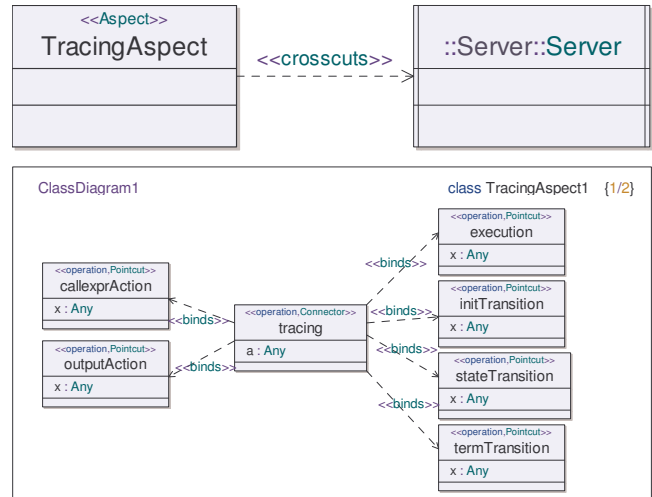 <<Aspect>>
TracingAspect
<<crosscuts>>
::Server::Server
ClassDiagram1
class TracingAspect1 {1/2}
<<operation,Pointcut>>
execution
x : Any
<<binds>>
<<operation,Pointcut>>
callexprAction
x : Any
<<binds>>
<<operation,Connector>>
tracing
a : Any
<<binds>>
<<operation,Pointcut>>
initTransition
x : Any
<<operation,Pointcut>>
outputAction
x : Any
<<binds>>
<<binds>>
<<operation,Pointcut>>
stateTransition
x : Any
<<binds>>
<<operation,Pointcut>>
termTransition
x : Any